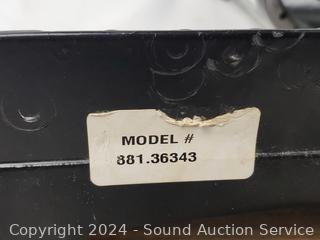 MODEL #
881.36343
Copyright 2024 - Sound Auction Service